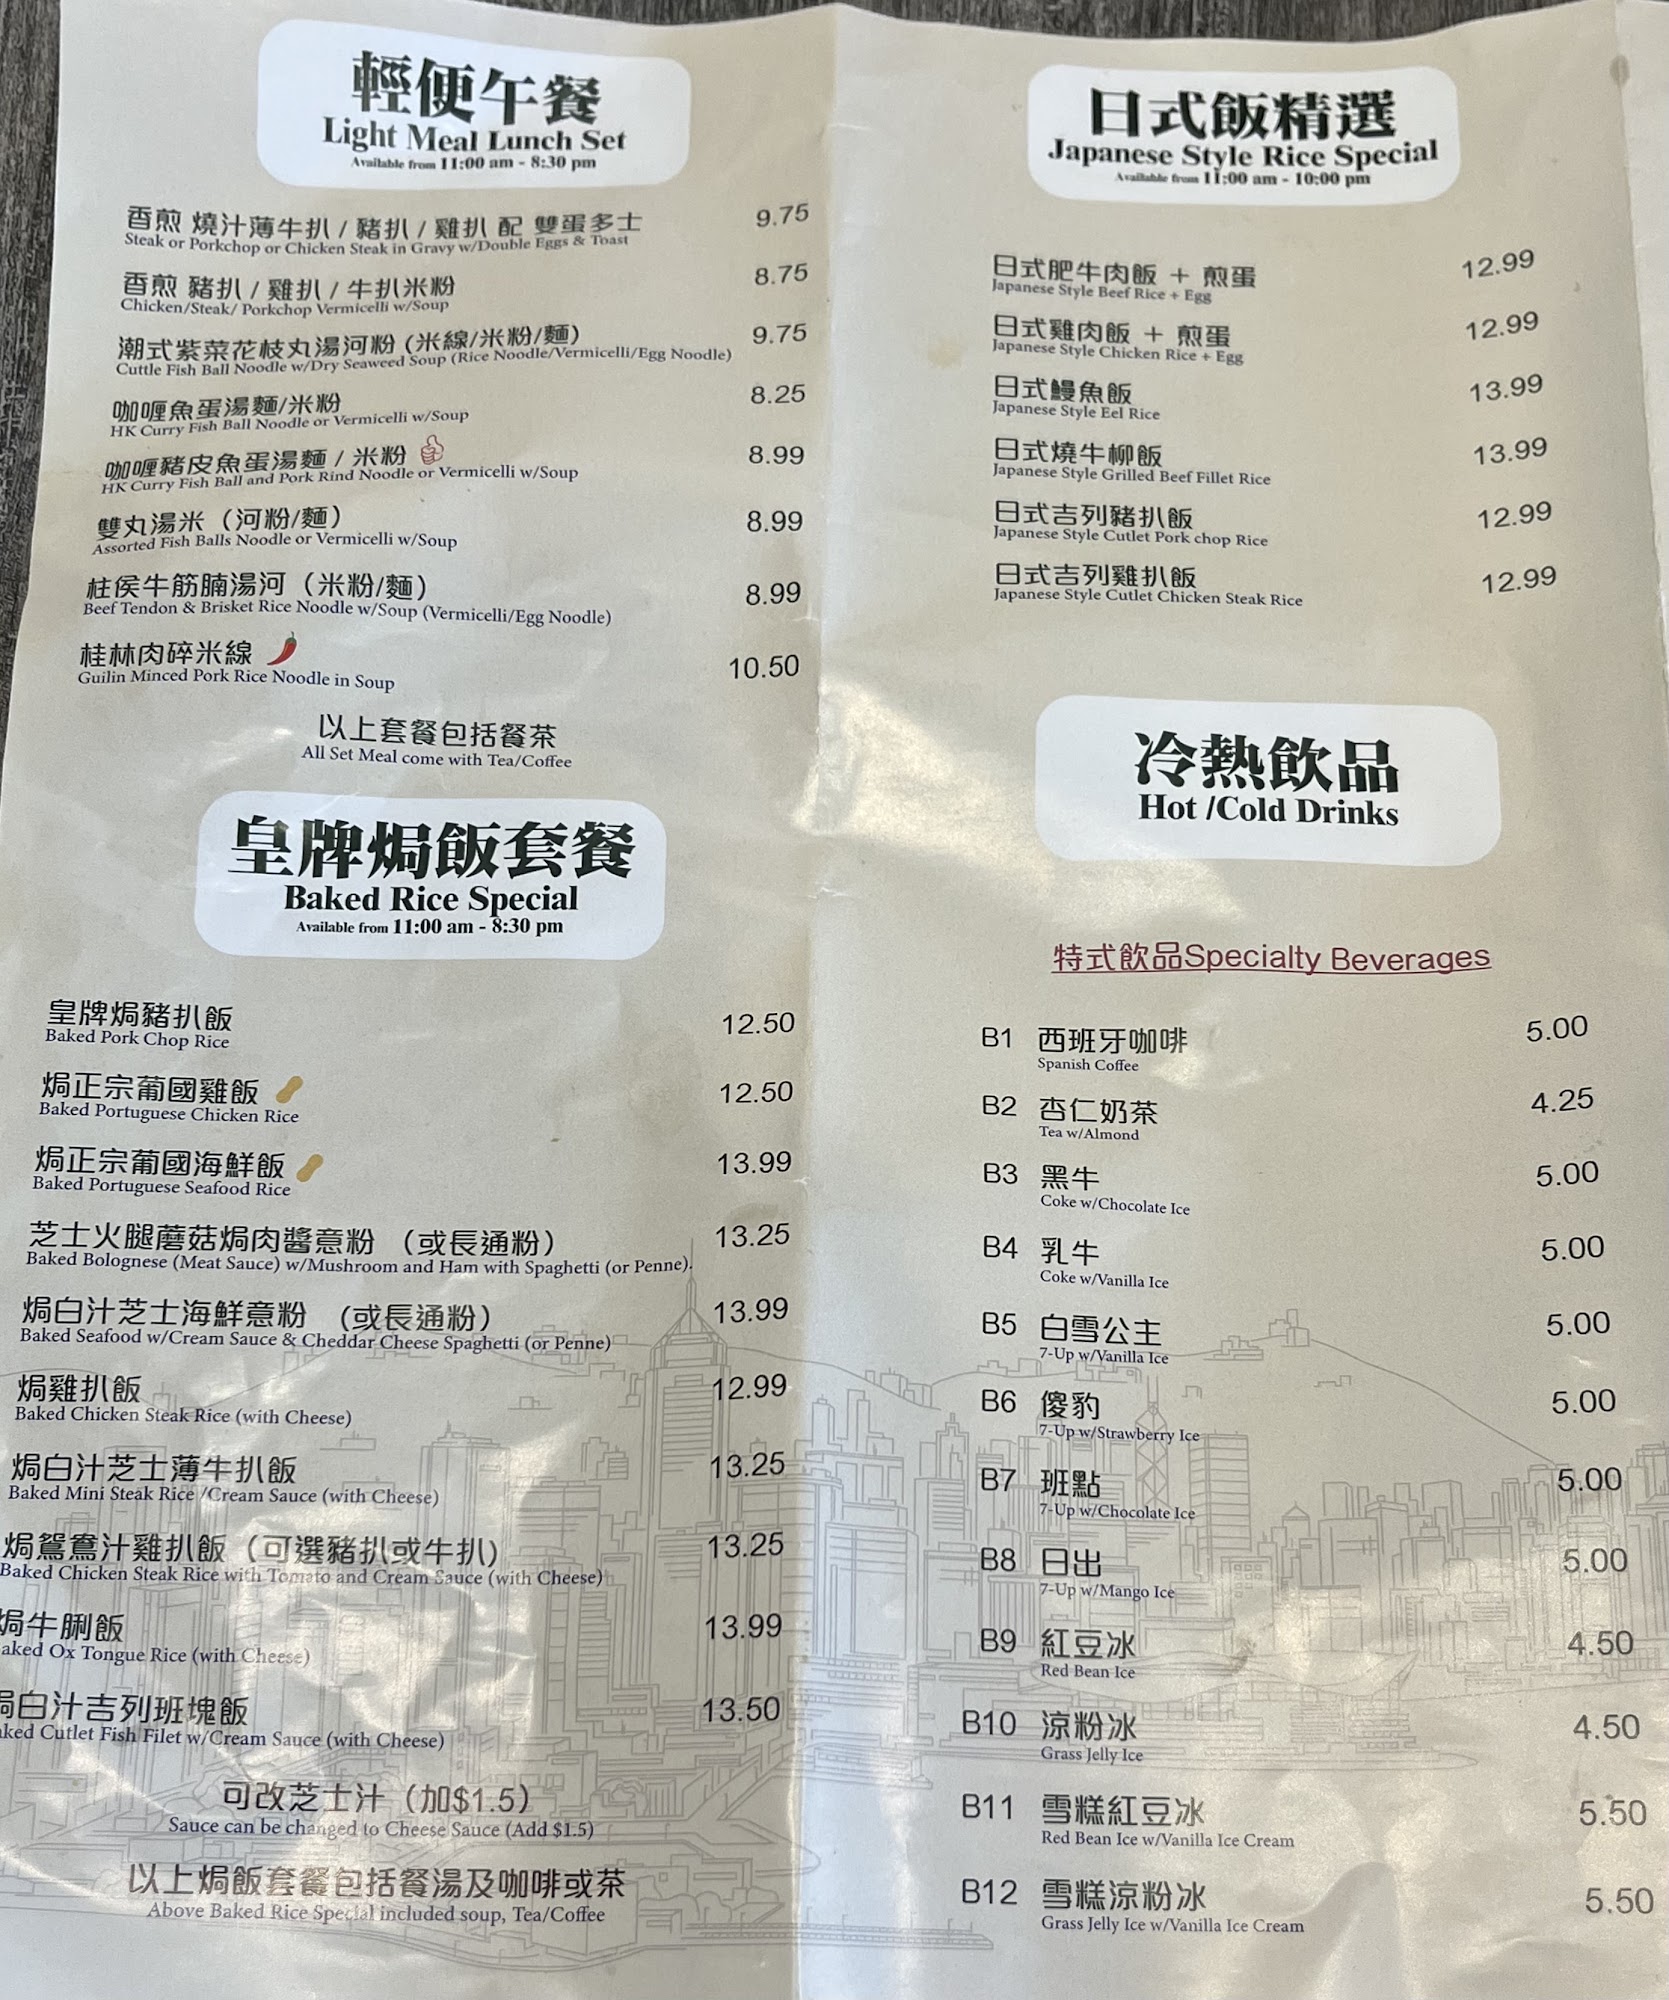 輕便午餐
Light Meal Lunch Set
Available from 11:00 am - 8:30 pm
香煎 燒汁薄牛扒 / 豬扒 / 雞扒 配 雙蛋多士 9.75
Steak or Porkchop or Chicken Steak in Gravy w/Double Eggs & Toast
香煎 豬扒 / 雞扒 / 牛扒米粉 8.75
Chicken/Steak/ Porkchop Vermicelli w/Soup
潮式紫菜花枝丸湯河粉 (米線/米粉/麵) 9.75
Cuttle Fish Ball Noodle w/Dry Seaweed Soup (Rice Noodle/Vermicelli/Egg Noodle)
咖喱魚蛋湯麵/米粉 8.25
HK Curry Fish Ball Noodle or Vermicelli w/Soup
咖喱豬皮魚蛋湯麵 / 米粉 8.99
HK Curry Fish Ball and Pork Rind Noodle or Vermicelli w/Soup
雙丸湯米（河粉/麵） 8.99
Assorted Fish Balls Noodle or Vermicelli w/Soup
柱侯牛筋腩湯河（米粉/麵） 8.99
Beef Tendon & Brisket Rice Noodle w/Soup (Vermicelli/Egg Noodle)
桂林肉碎米線 10.50
Guilin Minced Pork Rice Noodle in Soup
以上套餐包括餐茶
All Set Meal come with Tea/Coffee
皇牌焗飯套餐
Baked Rice Special
Available from 11:00 am - 8:30 pm
皇牌焗豬扒飯 12.50
Baked Pork Chop Rice
焗正宗葡國雞飯 12.50
Baked Portuguese Chicken Rice
焗正宗葡國海鮮飯 13.99
Baked Portuguese Seafood Rice
芝士火腿蘑菇焗肉醬意粉 （或長通粉） 13.25
Baked Bolognese (Meat Sauce) w/Mushroom and Ham with Spaghetti (or Penne).
焗白汁芝士海鮮意粉 （或長通粉） 13.99
Baked Seafood w/Cream Sauce & Cheddar Cheese Spaghetti (or Penne)
焗雞扒飯 12.99
Baked Chicken Steak Rice (with Cheese)
焗白汁芝士薄牛扒飯 13.25
Baked Mini Steak Rice /Cream Sauce (with Cheese)
焗鴛鴦汁雞扒飯（可選豬扒或牛扒） 13.25
Baked Chicken Steak Rice with Tomato and Cream Sauce (with Cheese)
焗牛脷飯 13.99
aked Ox Tongue Rice (with Cheese)
焗白汁吉列班塊飯 13.50
ked Cutlet Fish Filet w/Cream Sauce (with Cheese)
可改芝士汁（加$1.5）
Sauce can be changed to Cheese Sauce (Add $1.5)
以上焗飯套餐包括餐湯及咖啡或茶
Above Baked Rice Special included soup, Tea/Coffee
日式飯精選
Japanese Style Rice Special
Available from 11:00 am - 10:00 pm
日式肥牛肉飯 + 煎蛋 12.99
Japanese Style Beef Rice + Egg
日式雞肉飯 + 煎蛋 12.99
Japanese Style Chicken Rice + Egg
日式鰻魚飯 13.99
Japanese Style Eel Rice
日式燒牛柳飯 13.99
Japanese Style Grilled Beef Fillet Rice
日式吉列豬扒飯 12.99
Japanese Style Cutlet Pork chop Rice
日式吉列雞扒飯 12.99
Japanese Style Cutlet Chicken Steak Rice
冷熱飲品
Hot /Cold Drinks
特式飲品Specialty Beverages
B1 西班牙咖啡 5.00
Spanish Coffee
B2 杏仁奶茶 4.25
Tea w/Almond
B3 黑牛 5.00
Coke w/Chocolate Ice
B4 乳牛 5.00
Coke w/Vanilla Ice
B5 白雪公主 5.00
7-Up w/Vanilla Ice
B6 傻豹 5.00
7-Up w/Strawberry Ice
B7 班點 5.00
7-Up w/Chocolate Ice
B8 日出 5.00
7-Up w/Mango Ice
B9 紅豆冰 4.50
Red Bean Ice
B10 涼粉冰 4.50
Grass Jelly Ice
B11 雪糕紅豆冰 5.50
Red Bean Ice w/Vanilla Ice Cream
B12 雪糕涼粉冰 5.50
Grass Jelly Ice w/Vanilla Ice Cream